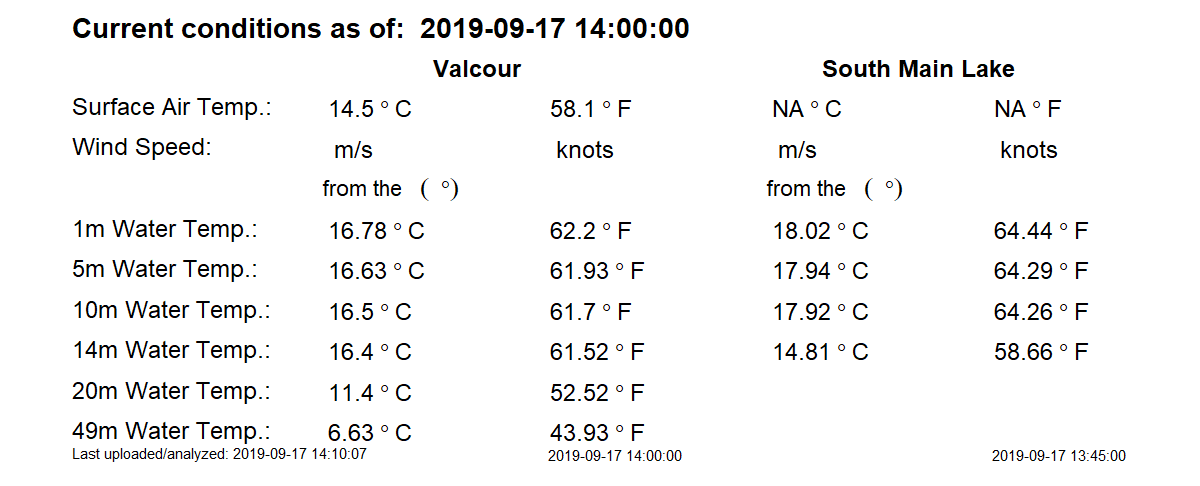 Current conditions as of: 2019-09-17 14:00:00
Valcour South Main Lake
Surface Air Temp.: 14.5 ° C 58.1 ° F NA ° C NA ° F
Wind Speed: m/s knots m/s knots
from the ( °) from the ( °)
1m Water Temp.: 16.78 ° C 62.2 ° F 18.02 ° C 64.44 ° F
5m Water Temp.: 16.63 ° C 61.93 ° F 17.94 ° C 64.29 ° F
10m Water Temp.: 16.5 ° C 61.7 ° F 17.92 ° C 64.26 ° F
14m Water Temp.: 16.4 ° C 61.52 ° F 14.81 ° C 58.66 ° F
20m Water Temp.: 11.4 ° C 52.52 ° F
49m Water Temp.: 6.63 ° C 43.93 ° F
Last uploaded/analyzed: 2019-09-17 14:10:07 2019-09-17 14:00:00 2019-09-17 13:45:00